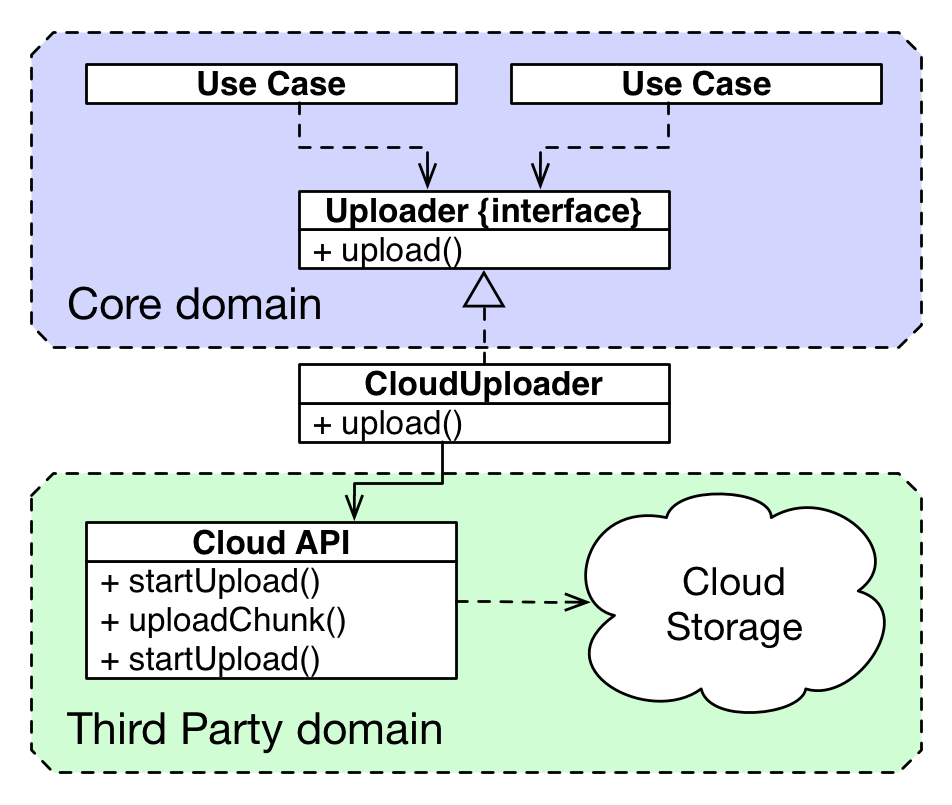 Use Case
Use Case
Uploader {interface}
+ upload()
Core domain
CloudUploader
+ upload()
Cloud API
+ startUpload()
+ uploadChunk()
+ startUpload()
Cloud
Storage
Third Party domain